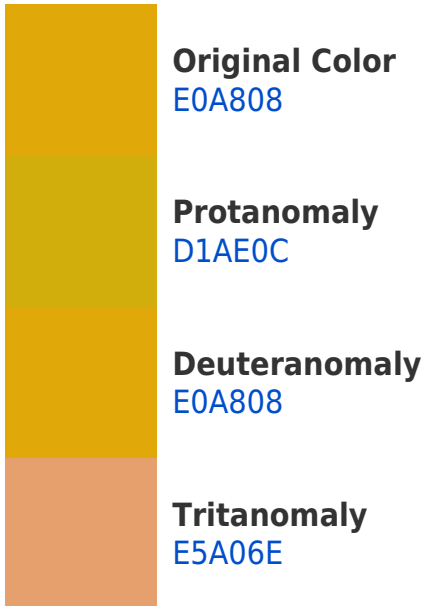 Original Color
E0A808
Protanomaly
D1AE0C
Deuteranomaly
E0A808
Tritanomaly
E5A06E